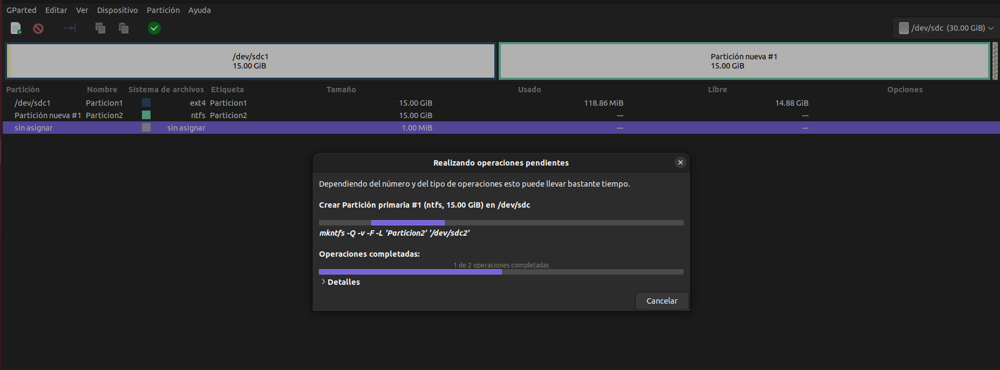 GParted Editar Ver Dispositivo Partición Ayuda
/dev/sdc (30.00 GiB)
/dev/sdc1
15.00 GiB
Partición nueva #1
15.00 GiB
Partición Nombre Sistema de archivos Etiqueta Tamaño Usado Libre Opciones
/dev/sdc1 Particion1 ext4 Particion1 15.00 GiB 118.86 MiB 14.88 GiB
Partición nueva #1 Particion2 ntfs Particion2 15.00 GiB --- ---
sin asignar sin asignar 1.00 MiB --- ---
Realizando operaciones pendientes
Dependiendo del número y del tipo de operaciones esto puede llevar bastante tiempo.
Crear Partición primaria #1 (ntfs, 15.00 GiB) en /dev/sdc
mkntfs -Q -v -F -L 'Particion2' '/dev/sdc2'
Operaciones completadas:
1 de 2 operaciones completadas
Detalles
Cancelar